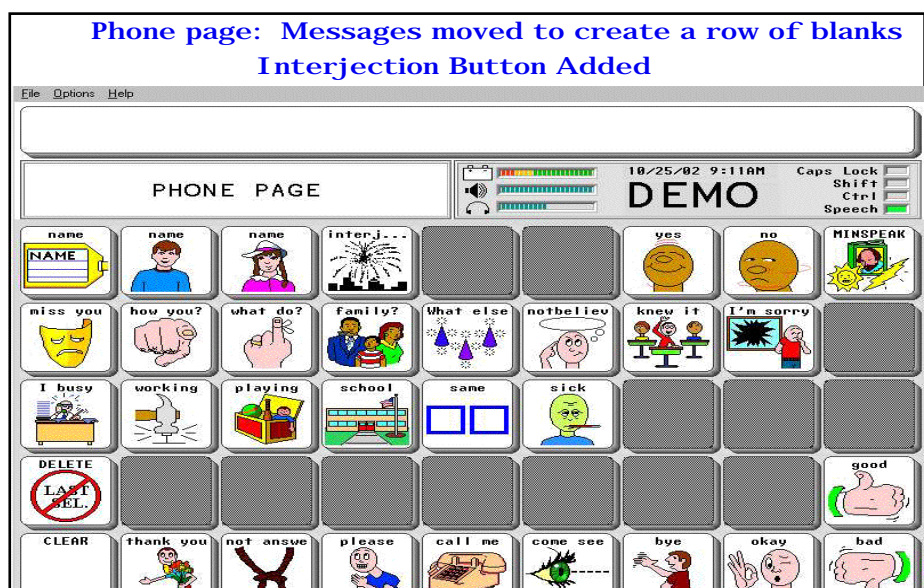 Phone page: Messages moved to create a row of blanks
Interjection Button Added
File Options Help
PHONE PAGE
10/25/02 9:11AM
DEMO
Caps Lock
Shift
Ctrl
Speech
name name name interj... yes no MINSPEAK
NAME
miss you how you? what do? family? What else notbeliev knew it I'm sorry
I busy working playing school same sick
DELETE good
LAST
SEL.
CLEAR thank you not answe please call me come see bye okay bad